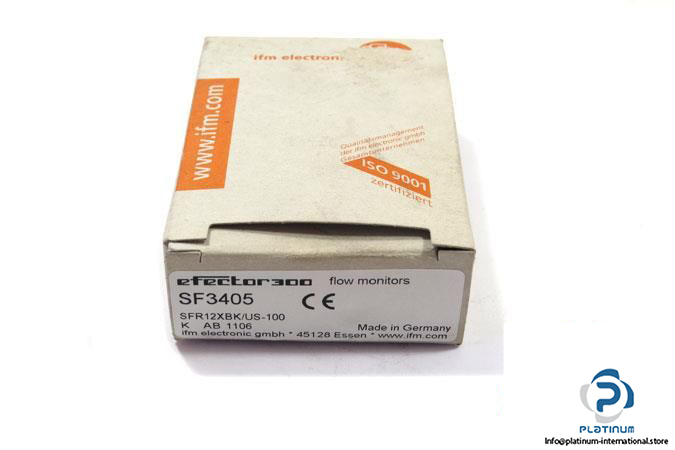 ifm electronic
www.ifm.com
Qualitätsmanagement
der ifm electronic gmbh
Gesamtunternehmen
ISO 9001
zertifiziert
efector300 flow monitors
SF3405 CE
SFR12XBK/US-100
K AB 1106 Made in Germany
ifm electronic gmbh * 45128 Essen * www.ifm.com
PLATINUM
Info@platinum-international.store